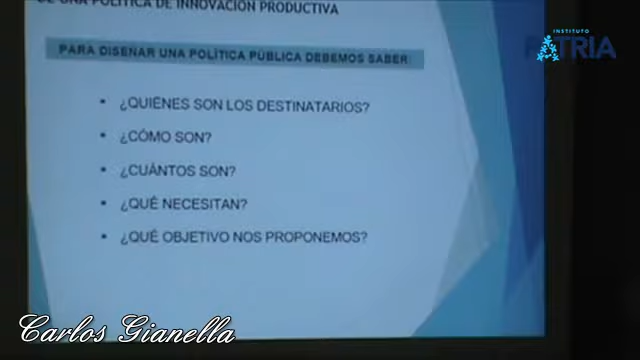 DE UNA POLÍTICA DE INNOVACIÓN PRODUCTIVA
INSTITUTO
PATRIA
PARA DISEÑAR UNA POLÍTICA PÚBLICA DEBEMOS SABER:
• ¿QUIÉNES SON LOS DESTINATARIOS?
• ¿CÓMO SON?
• ¿CUÁNTOS SON?
• ¿QUÉ NECESITAN?
• ¿QUÉ OBJETIVO NOS PROPONEMOS?
Carlos Gianella